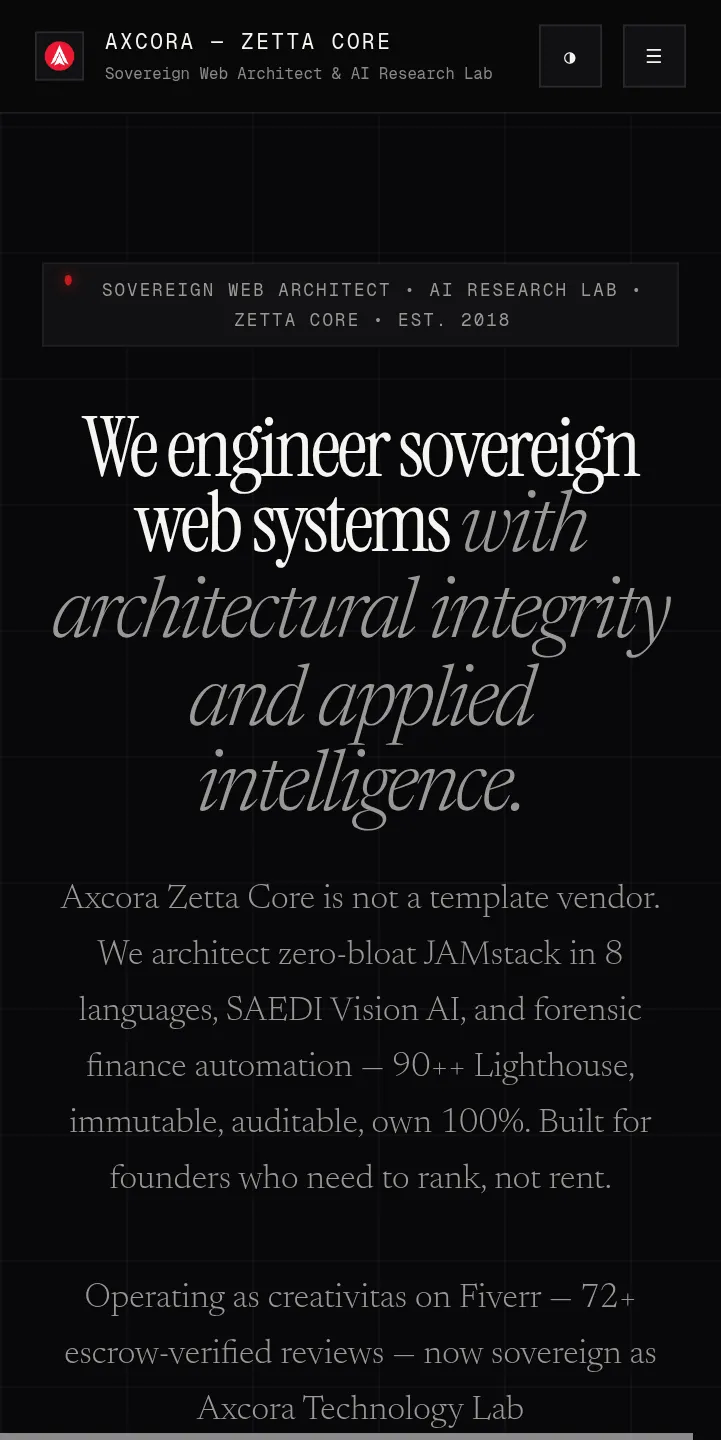 AXCORA — ZETTA CORE
Sovereign Web Architect & AI Research Lab
SOVEREIGN WEB ARCHITECT • AI RESEARCH LAB •
ZETTA CORE • EST. 2018
We engineer sovereign
web systems with
architectural integrity
and applied
intelligence.
Axcora Zetta Core is not a template vendor.
We architect zero-bloat JAMstack in 8
languages, SAEDI Vision AI, and forensic
finance automation — 90++ Lighthouse,
immutable, auditable, own 100%. Built for
founders who need to rank, not rent.
Operating as creativitas on Fiverr — 72+
escrow-verified reviews — now sovereign as
Axcora Technology Lab